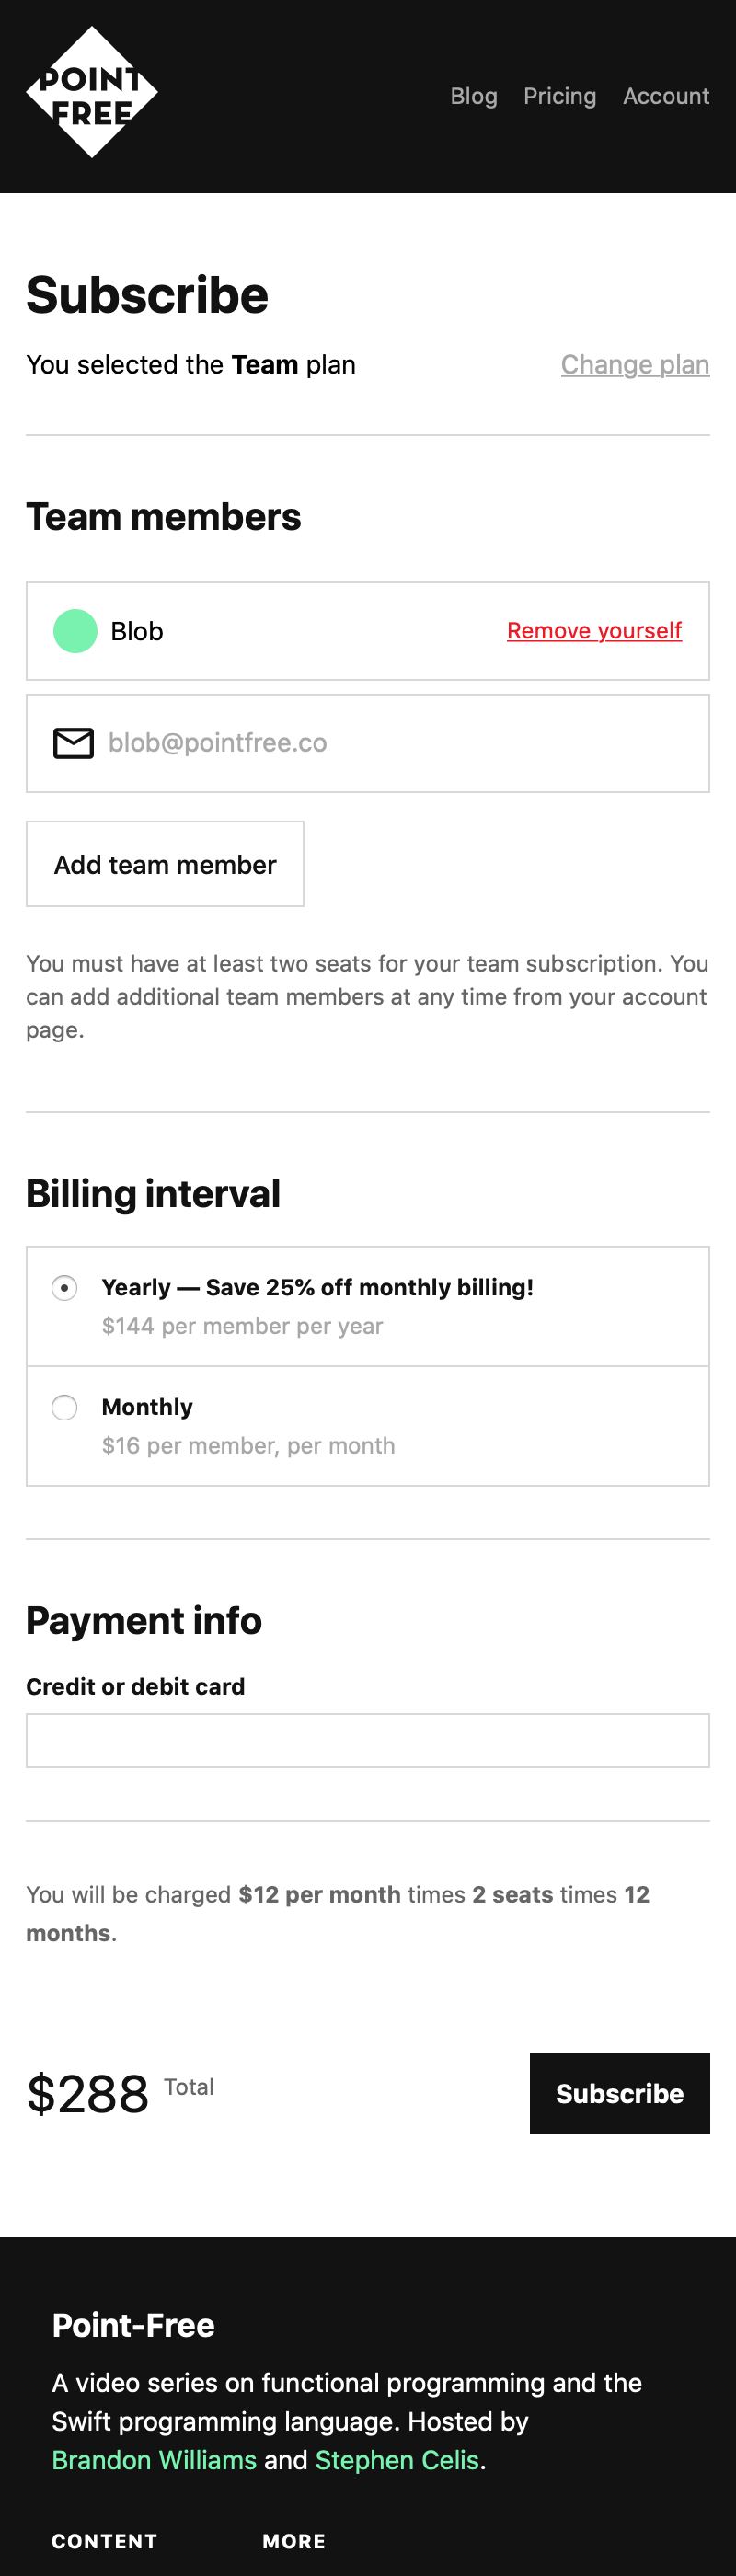 POINT
FREE
Blog Pricing Account
Subscribe
You selected the Team plan Change plan
Team members
Blob Remove yourself
blob@pointfree.co
Add team member
You must have at least two seats for your team subscription. You
can add additional team members at any time from your account
page.
Billing interval
Yearly — Save 25% off monthly billing!
$144 per member per year
Monthly
$16 per member, per month
Payment info
Credit or debit card
You will be charged $12 per month times 2 seats times 12
months.
$288 Total Subscribe
Point-Free
A video series on functional programming and the
Swift programming language. Hosted by
Brandon Williams and Stephen Celis.
CONTENT MORE